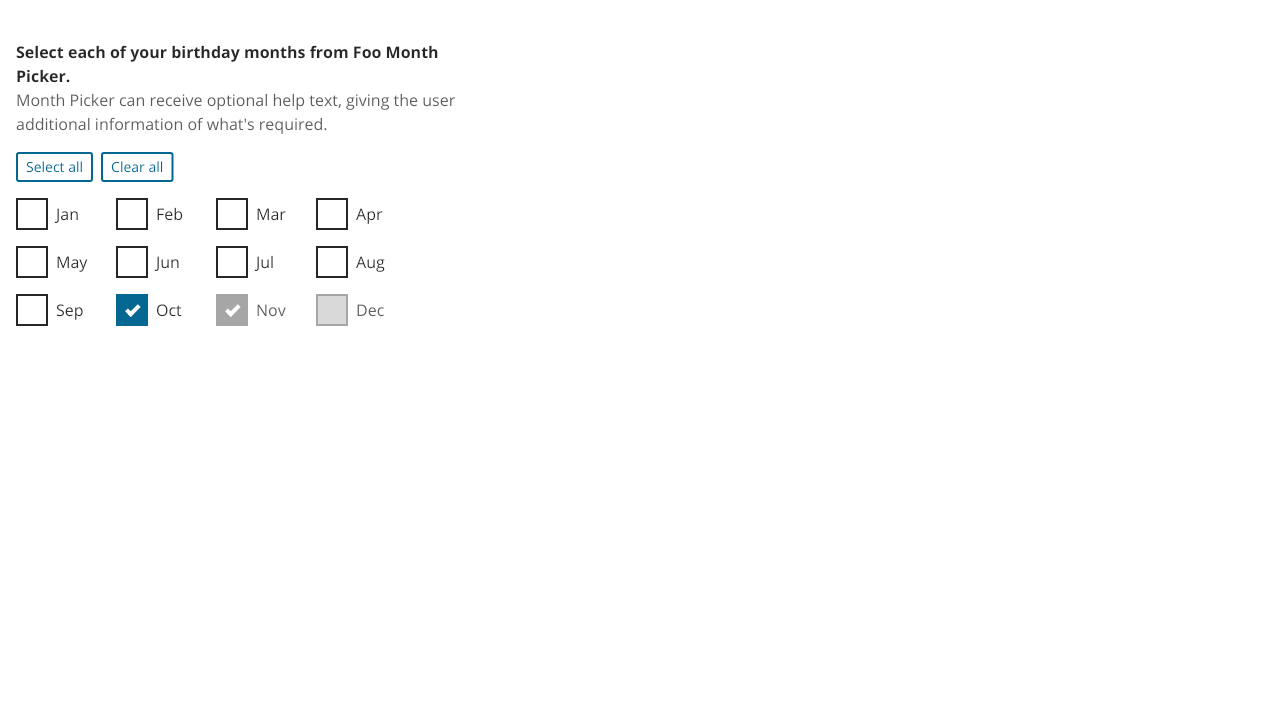 Select each of your birthday months from Foo Month
Picker.
Month Picker can receive optional help text, giving the user
additional information of what's required.
Select all Clear all
Jan Feb Mar Apr
May Jun Jul Aug
Sep Oct Nov Dec